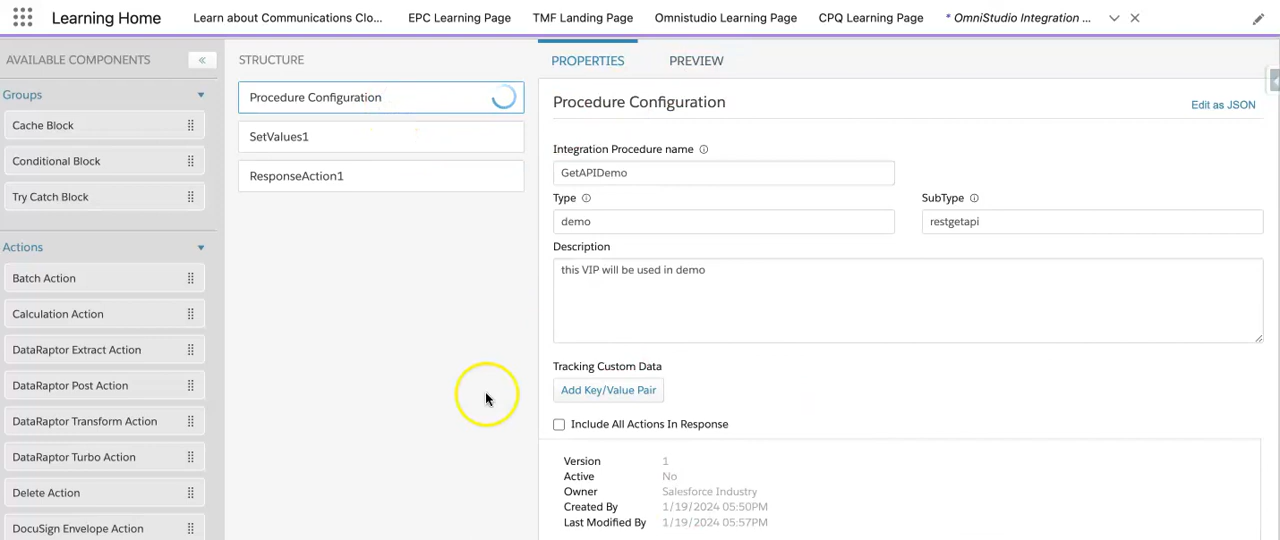 Learning Home
Learn about Communications Clo...
EPC Learning Page
TMF Landing Page
Omnistudio Learning Page
CPQ Learning Page
* OmniStudio Integration ...
AVAILABLE COMPONENTS
Groups
Cache Block
Conditional Block
Try Catch Block
Actions
Batch Action
Calculation Action
DataRaptor Extract Action
DataRaptor Post Action
DataRaptor Transform Action
DataRaptor Turbo Action
Delete Action
DocuSign Envelope Action
STRUCTURE
Procedure Configuration
SetValues1
ResponseAction1
PROPERTIES
PREVIEW
Procedure Configuration
Edit as JSON
Integration Procedure name
GetAPIDemo
Type
SubType
demo
restgetapi
Description
this VIP will be used in demo
Tracking Custom Data
Add Key/Value Pair
Include All Actions In Response
Version 1
Active No
Owner Salesforce Industry
Created By 1/19/2024 05:50PM
Last Modified By 1/19/2024 05:57PM